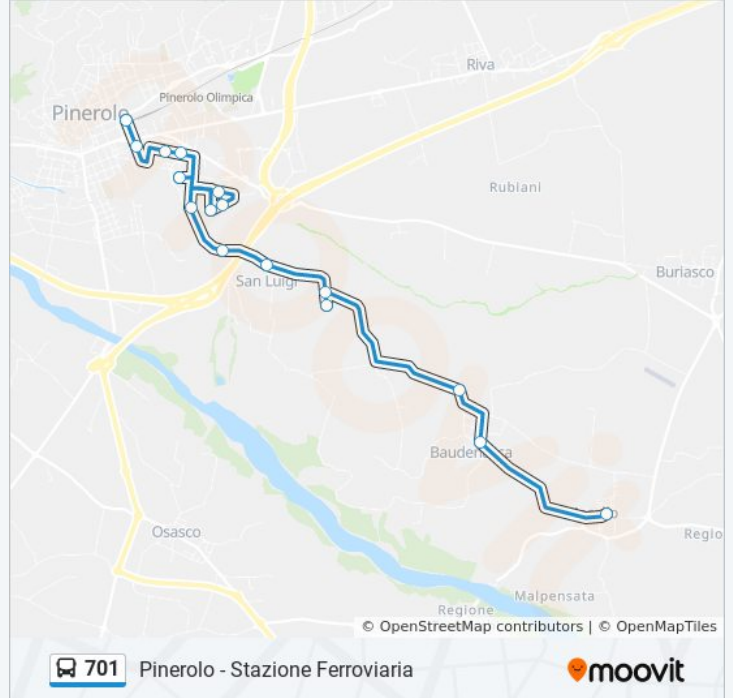 Riva
Pinerolo Olimpica
Pinerolo
Rubiani
Buriasco
San Luigi
Osasco
Regio
Malpensata
Regione
© OpenStreetMap contributors | © OpenMapTiles
701 Pinerolo - Stazione Ferroviaria
moovit